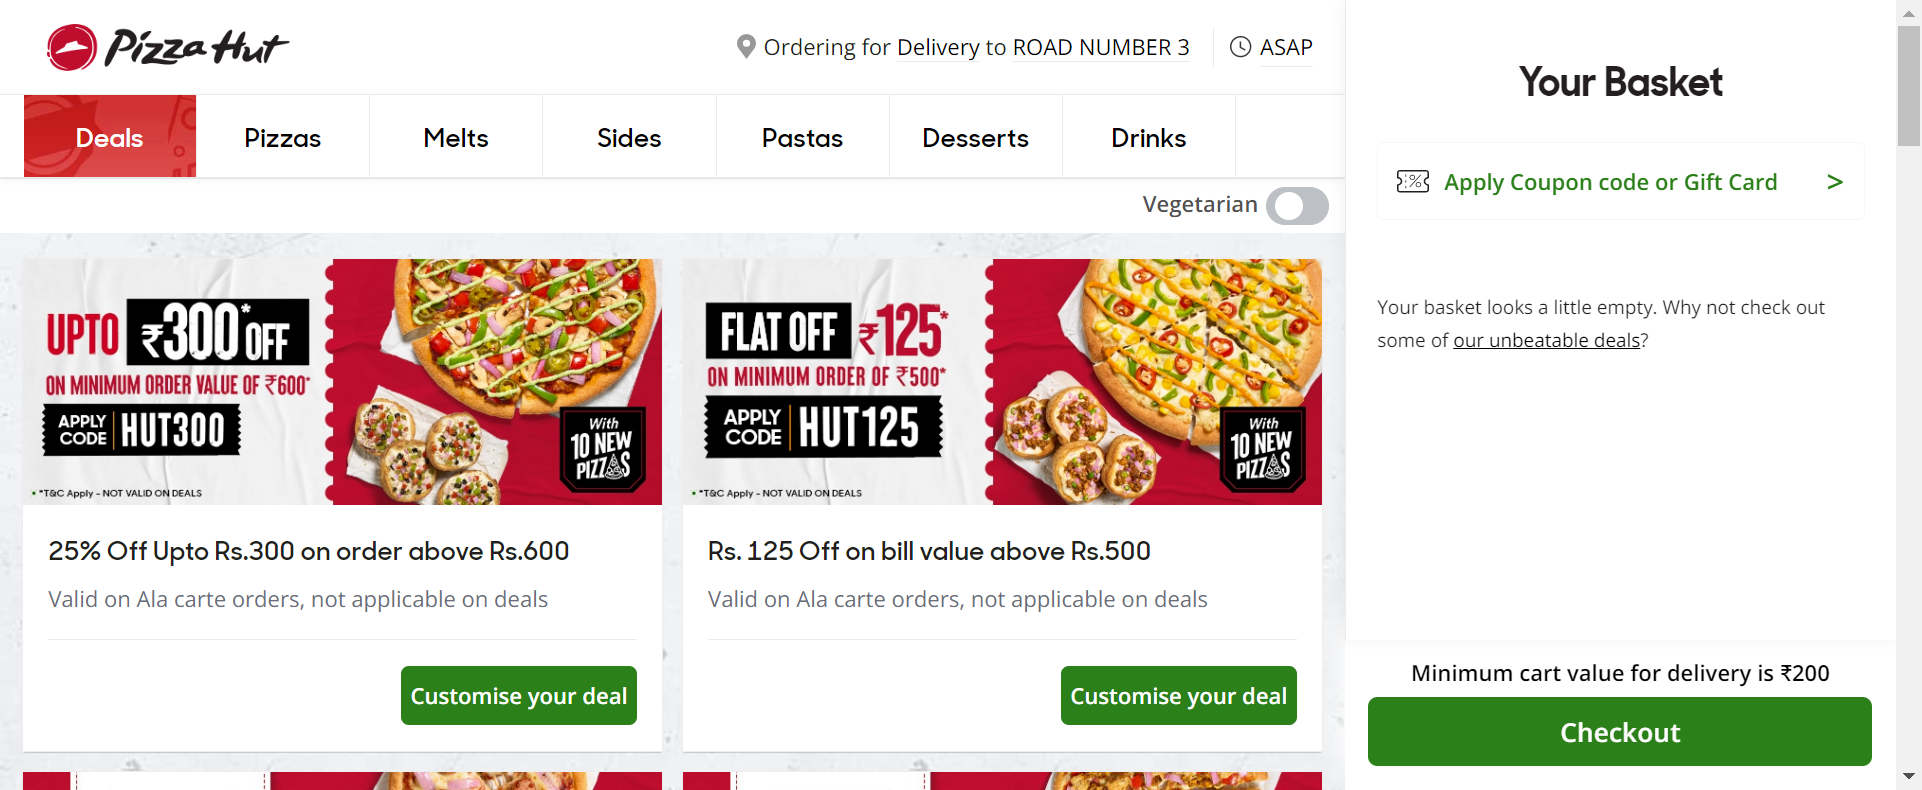 Pizza Hut
Ordering for Delivery to ROAD NUMBER 3
ASAP
Deals
Pizzas
Melts
Sides
Pastas
Desserts
Drinks
Vegetarian
UPTO ₹300* OFF
ON MINIMUM ORDER VALUE OF ₹600*
APPLY CODE HUT300
*T&C Apply - NOT VALID ON DEALS
With
10 NEW
PIZZAS
25% Off Upto Rs.300 on order above Rs.600
Valid on Ala carte orders, not applicable on deals
Customise your deal
FLAT OFF ₹125*
ON MINIMUM ORDER OF ₹500*
APPLY CODE HUT125
*T&C Apply - NOT VALID ON DEALS
With
10 NEW
PIZZAS
Rs. 125 Off on bill value above Rs.500
Valid on Ala carte orders, not applicable on deals
Customise your deal
Your Basket
Apply Coupon code or Gift Card >
Your basket looks a little empty. Why not check out
some of our unbeatable deals?
Minimum cart value for delivery is ₹200
Checkout